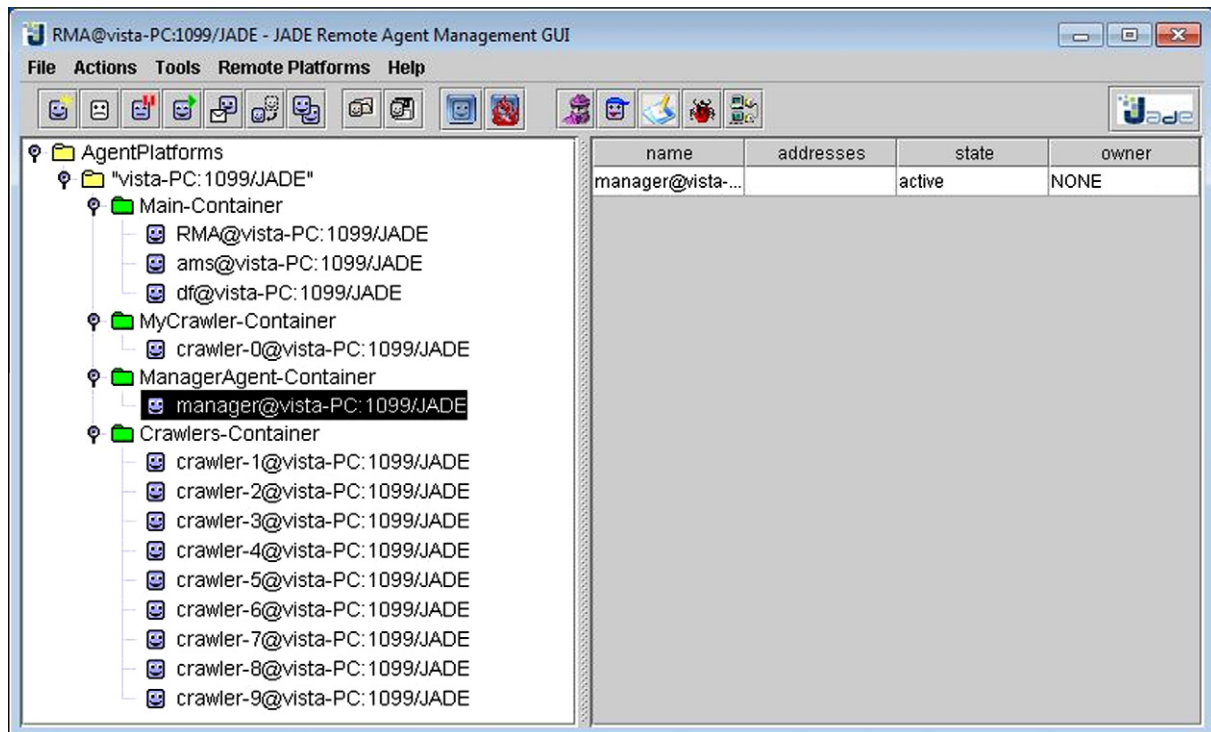 RMA@vista-PC:1099/JADE - JADE Remote Agent Management GUI
File Actions Tools Remote Platforms Help
Jade
AgentPlatforms
"vista-PC:1099/JADE"
Main-Container
RMA@vista-PC:1099/JADE
ams@vista-PC:1099/JADE
df@vista-PC:1099/JADE
MyCrawler-Container
crawler-0@vista-PC:1099/JADE
ManagerAgent-Container
manager@vista-PC:1099/JADE
Crawlers-Container
crawler-1@vista-PC:1099/JADE
crawler-2@vista-PC:1099/JADE
crawler-3@vista-PC:1099/JADE
crawler-4@vista-PC:1099/JADE
crawler-5@vista-PC:1099/JADE
crawler-6@vista-PC:1099/JADE
crawler-7@vista-PC:1099/JADE
crawler-8@vista-PC:1099/JADE
crawler-9@vista-PC:1099/JADE
name addresses state owner
manager@vista-... active NONE